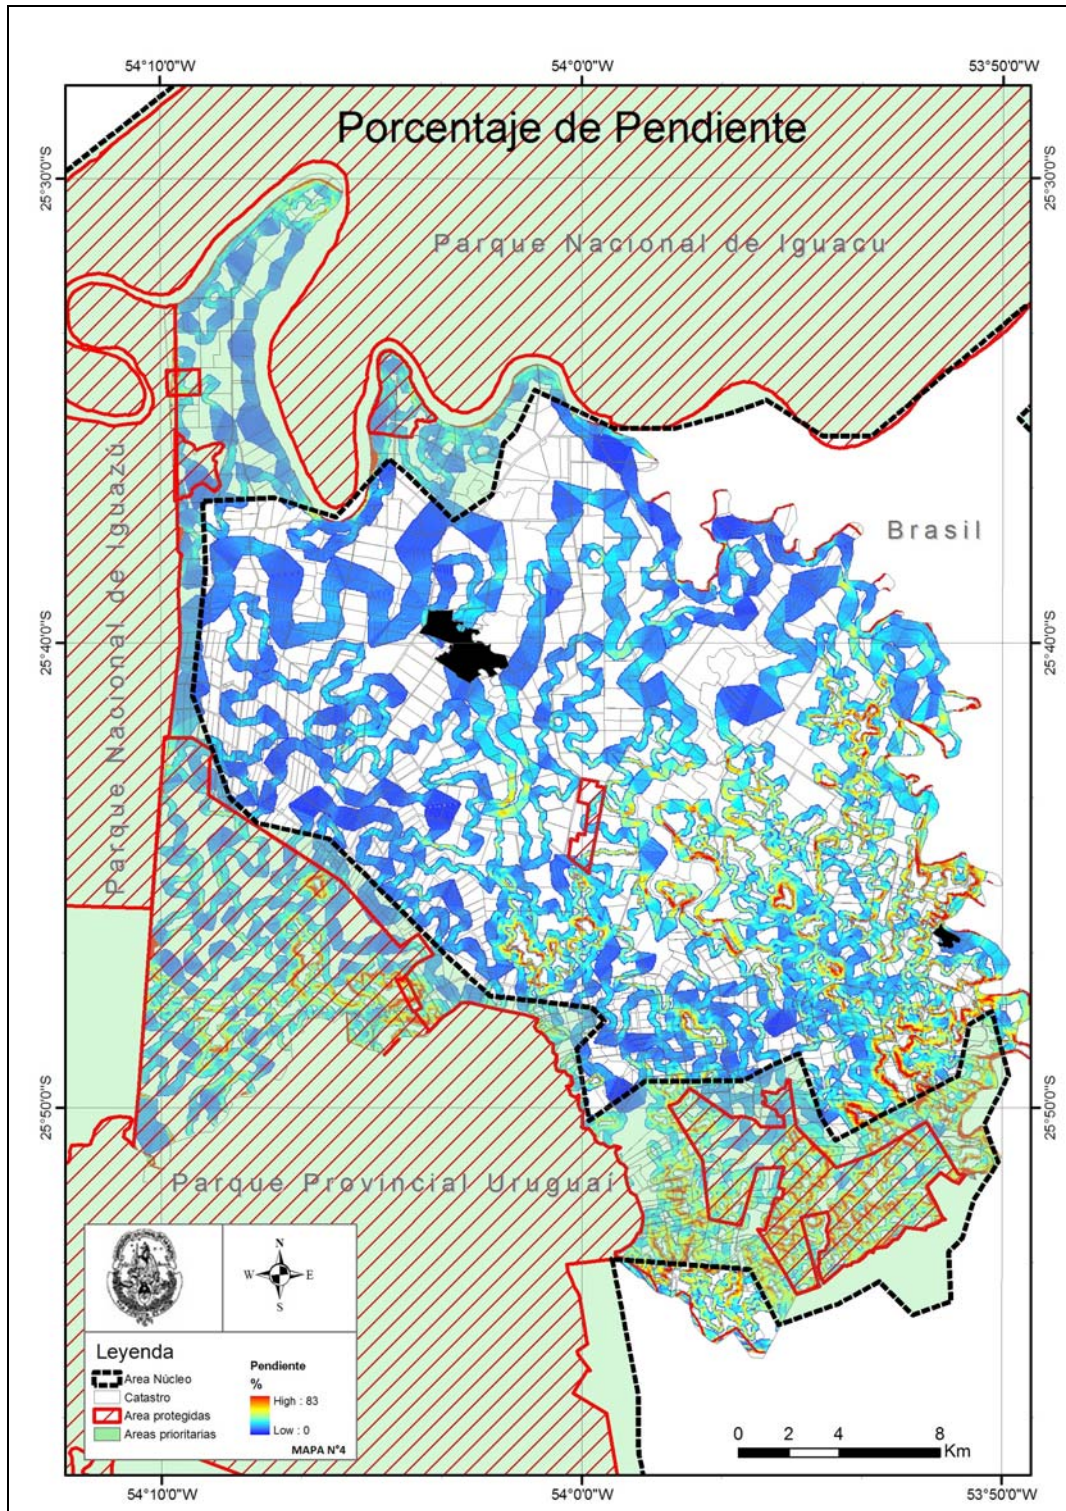 54°10'0"W
54°0'0"W
53°50'0"W
Porcentaje de Pendiente
25°30'0"S
25°30'0"S
Parque Nacional de Iguacu
Parque Nacional de Iguazú
Brasil
25°40'0"S
25°40'0"S
25°50'0"S
25°50'0"S
Parque Provincial Uruguaí
N
W
E
S
Leyenda
Area Núcleo
Catastro
Area protegidas
Areas prioritarias
Pendiente
%
High : 83
Low : 0
MAPA N°4
0 2 4 8
Km
54°10'0"W
54°0'0"W
53°50'0"W